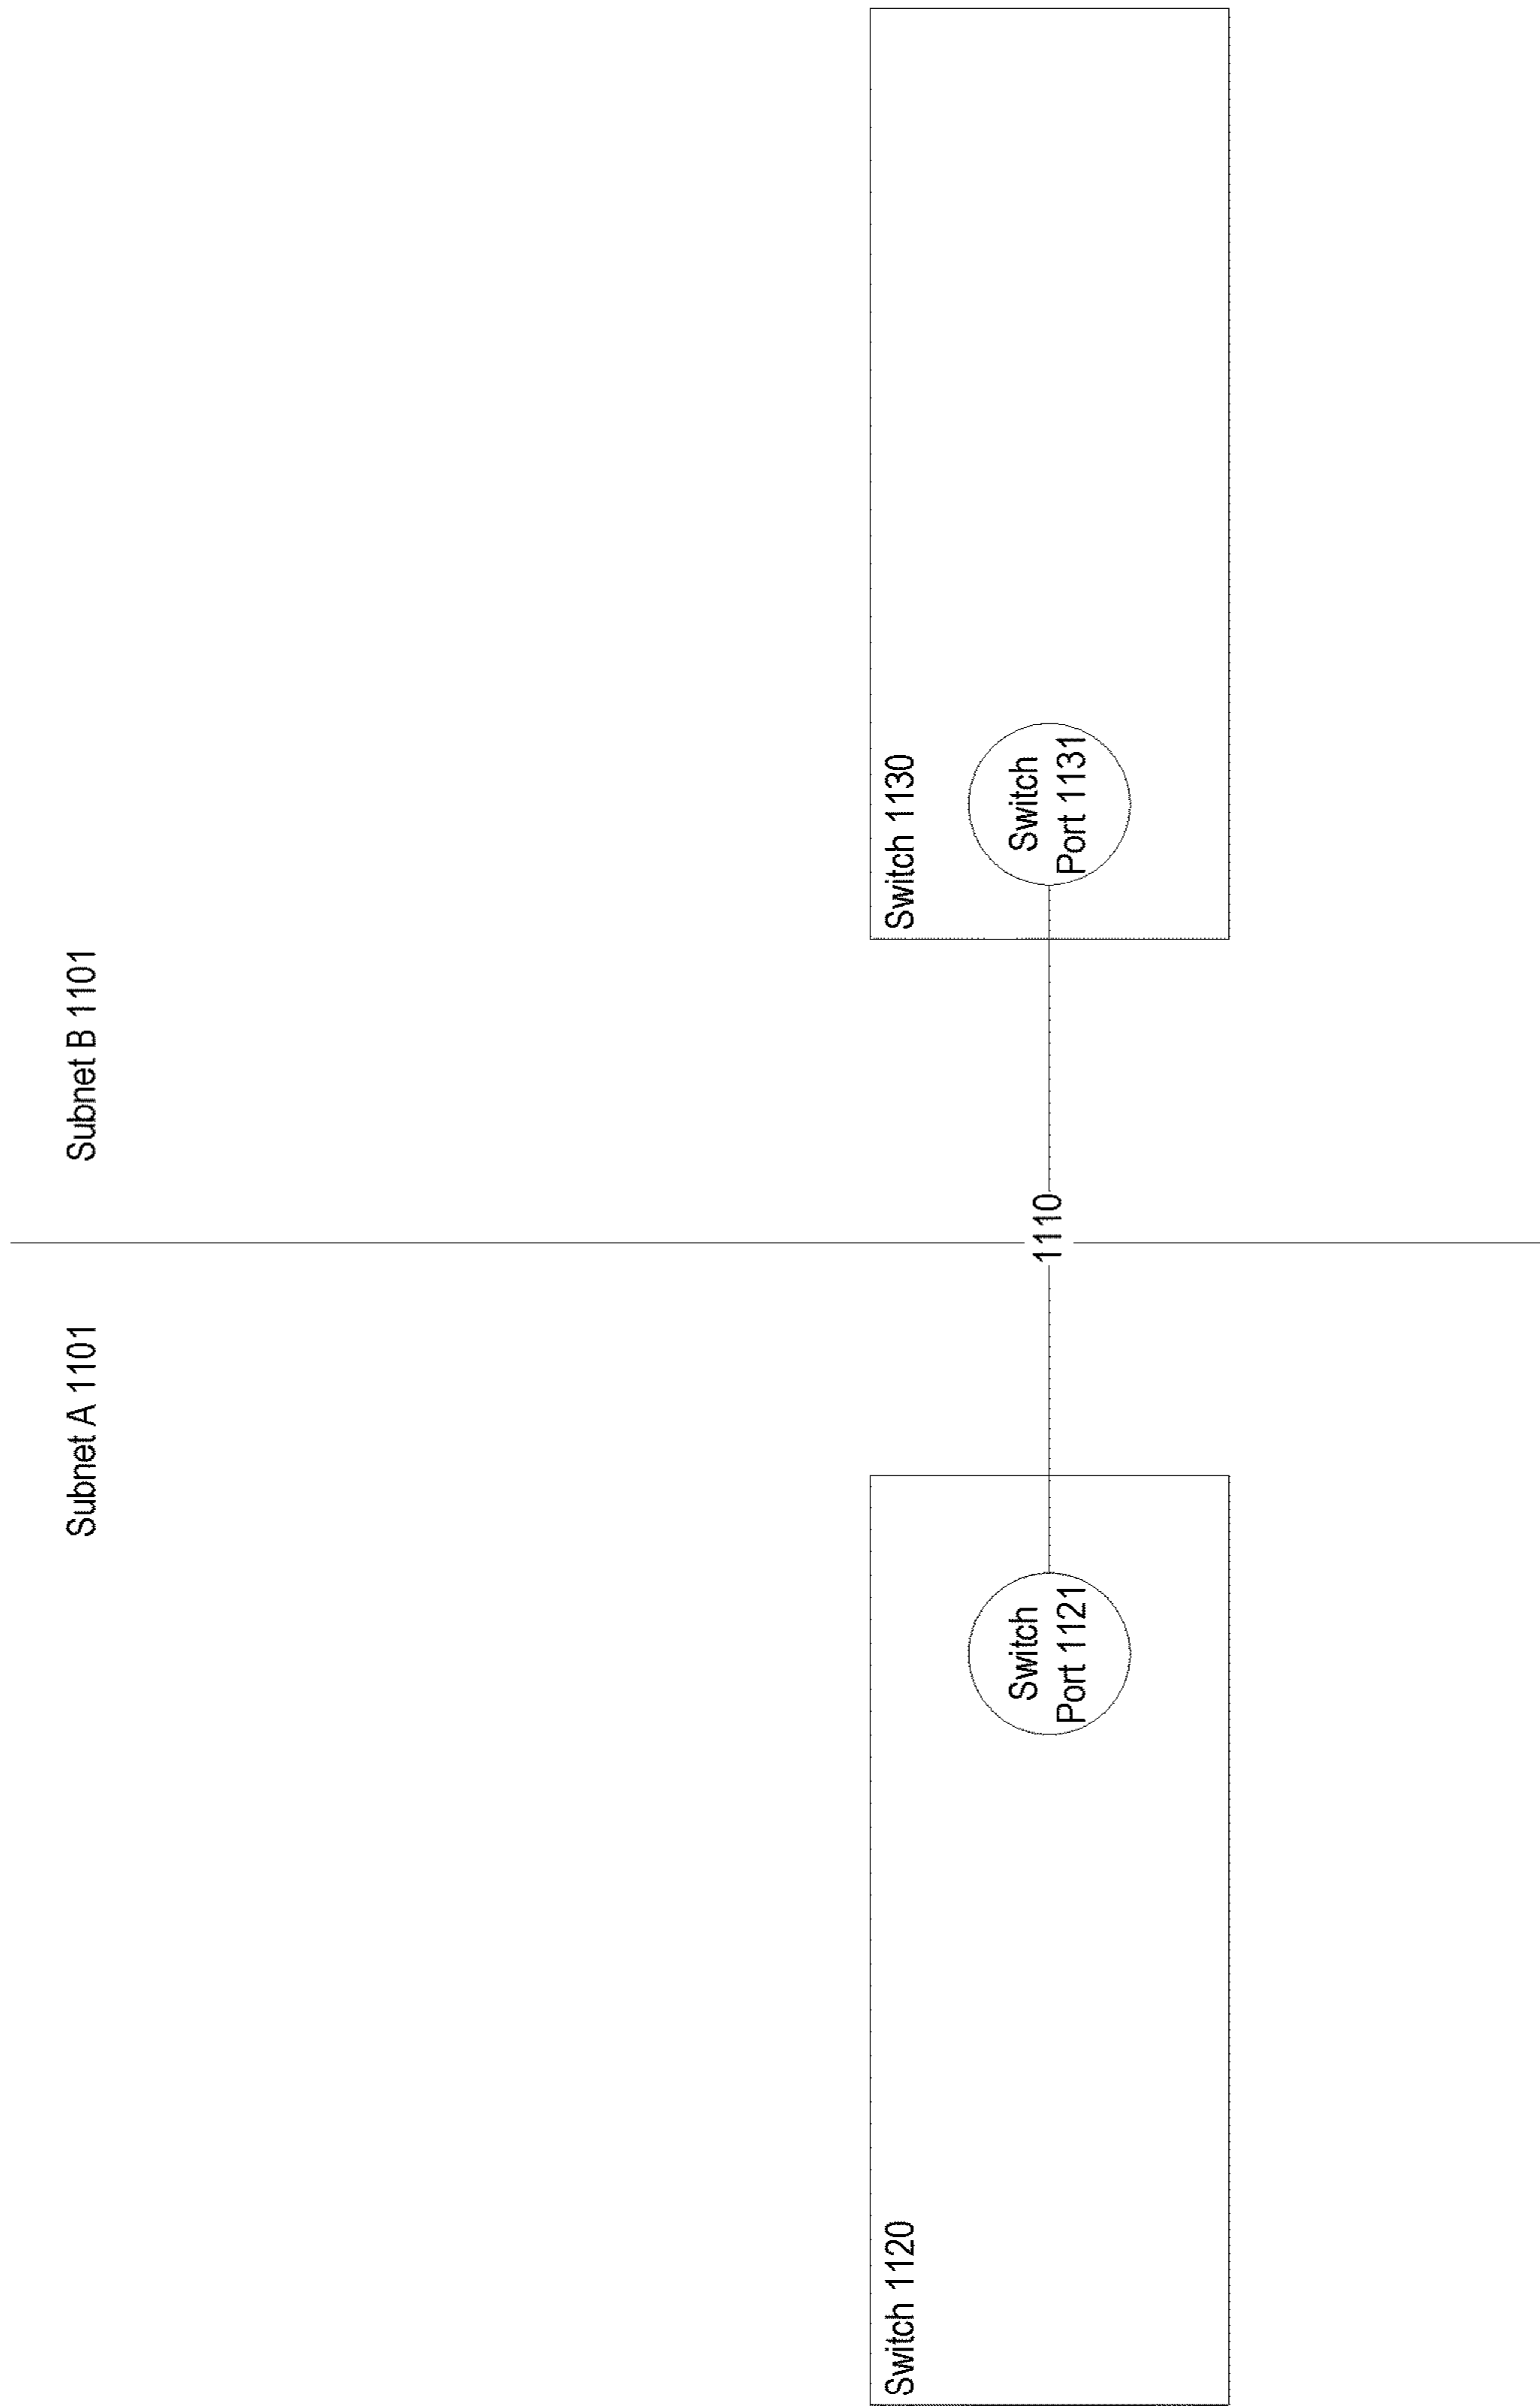 Subnet A 1101
Subnet B 1101
Switch 1120
Switch 1130
Switch
Port 1121
1110
Switch
Port 1131